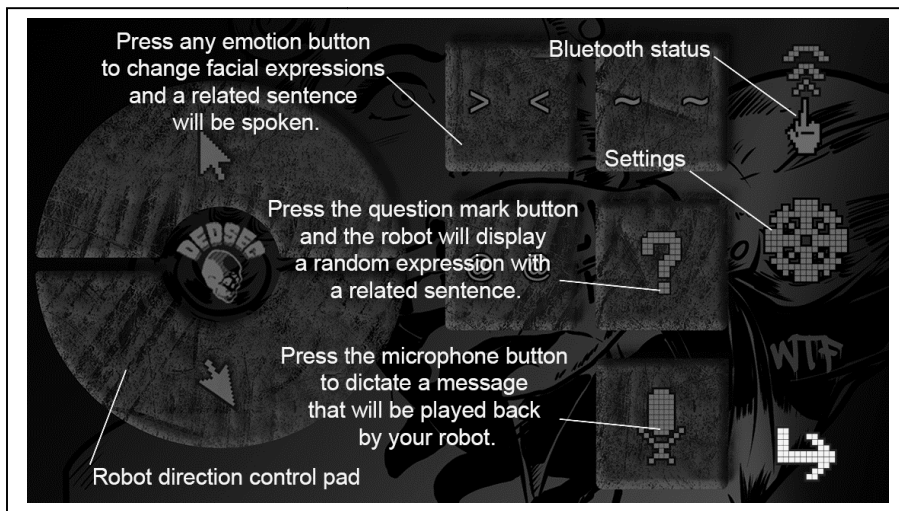 Press any emotion button
to change facial expressions
and a related sentence
will be spoken.
Bluetooth status
> <
~ ~
Settings
DEDSEC
Press the question mark button
and the robot will display
a random expression with
a related sentence.
@ @
?
WTF
Press the microphone button
to dictate a message
that will be played back
by your robot.
Robot direction control pad